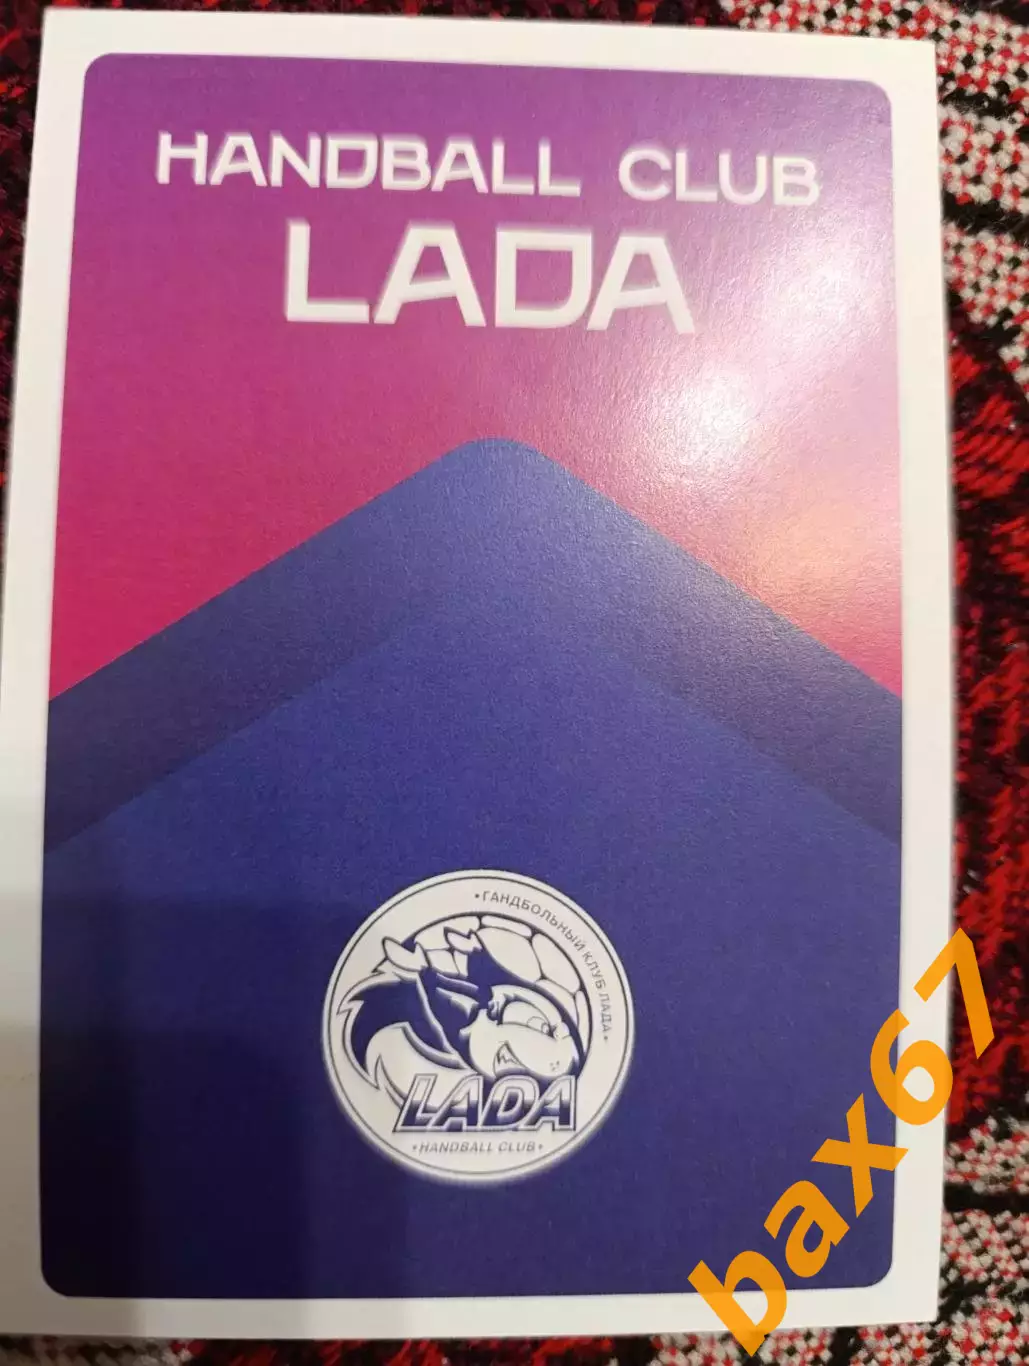 HANDBALL CLUB
LADA
•ГАНДБОЛЬНЫЙ КЛУБ ЛАДА•
LADA
•HANDBALL CLUB•
bax67